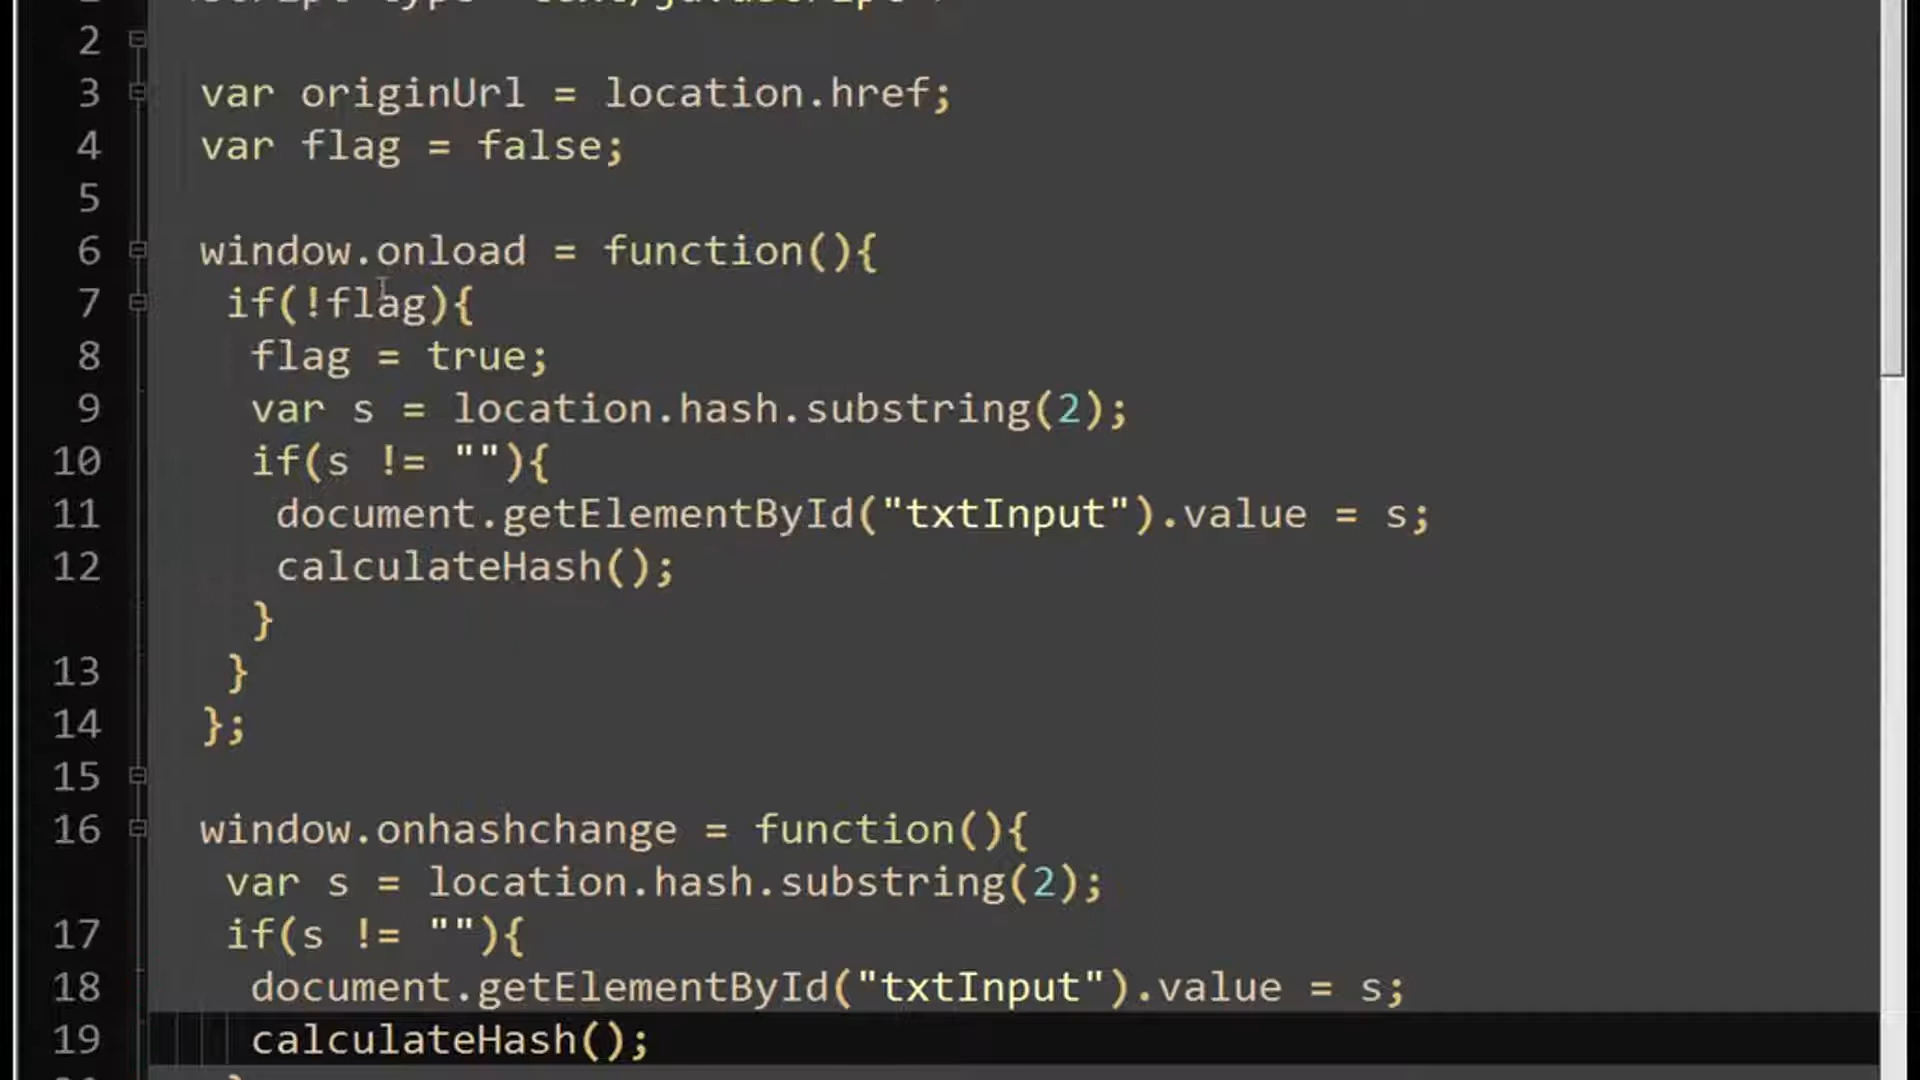 2
3 var originUrl = location.href;
4 var flag = false;
5
6 window.onload = function(){
7 if(!flag){
8 flag = true;
9 var s = location.hash.substring(2);
10 if(s != ""){
11 document.getElementById("txtInput").value = s;
12 calculateHash();
}
13 }
14 };
15
16 window.onhashchange = function(){
var s = location.hash.substring(2);
17 if(s != ""){
18 document.getElementById("txtInput").value = s;
19 calculateHash();